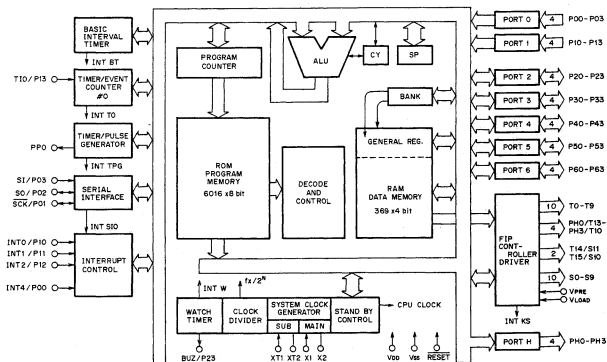 BASIC
INTERVAL
TIMER
INT BT
TI0/P13
TIMER/EVENT
COUNTER
#0
INT T0
PPO
TIMER/PULSE
GENERATOR
INT TPG
SI/P03
SO/P02
SCK/P01
SERIAL
INTERFACE
INT SIO
INT0/P10
INT1/P11
INT2/P12
INT4/P00
INTERRUPT
CONTROL
PROGRAM
COUNTER
ALU
CY
SP
BANK
GENERAL REG.
ROM
PROGRAM
MEMORY
6016 x8 bit
DECODE
AND
CONTROL
RAM
DATA MEMORY
369 x4 bit
INT W
fx/2N
WATCH
TIMER
CLOCK
DIVIDER
SYSTEM CLOCK
GENERATOR
SUB MAIN
STAND BY
CONTROL
CPU CLOCK
BUZ/P23
XT1 XT2 X1 X2
VDD VSS RESET
PORT 0 4 P00-P03
PORT 1 4 P10-P13
PORT 2 4 P20-P23
PORT 3 4 P30-P33
PORT 4 4 P40-P43
PORT 5 4 P50-P53
PORT 6 4 P60-P63
FIP
CONT-
ROLLER
DRIVER
10 T0-T9
4 PH0/T13-
PH3/T10
2 T14/S11
T15/S10
10 S0-S9
VPRE
VLOAD
INT KS
PORT H 4 PH0-PH3